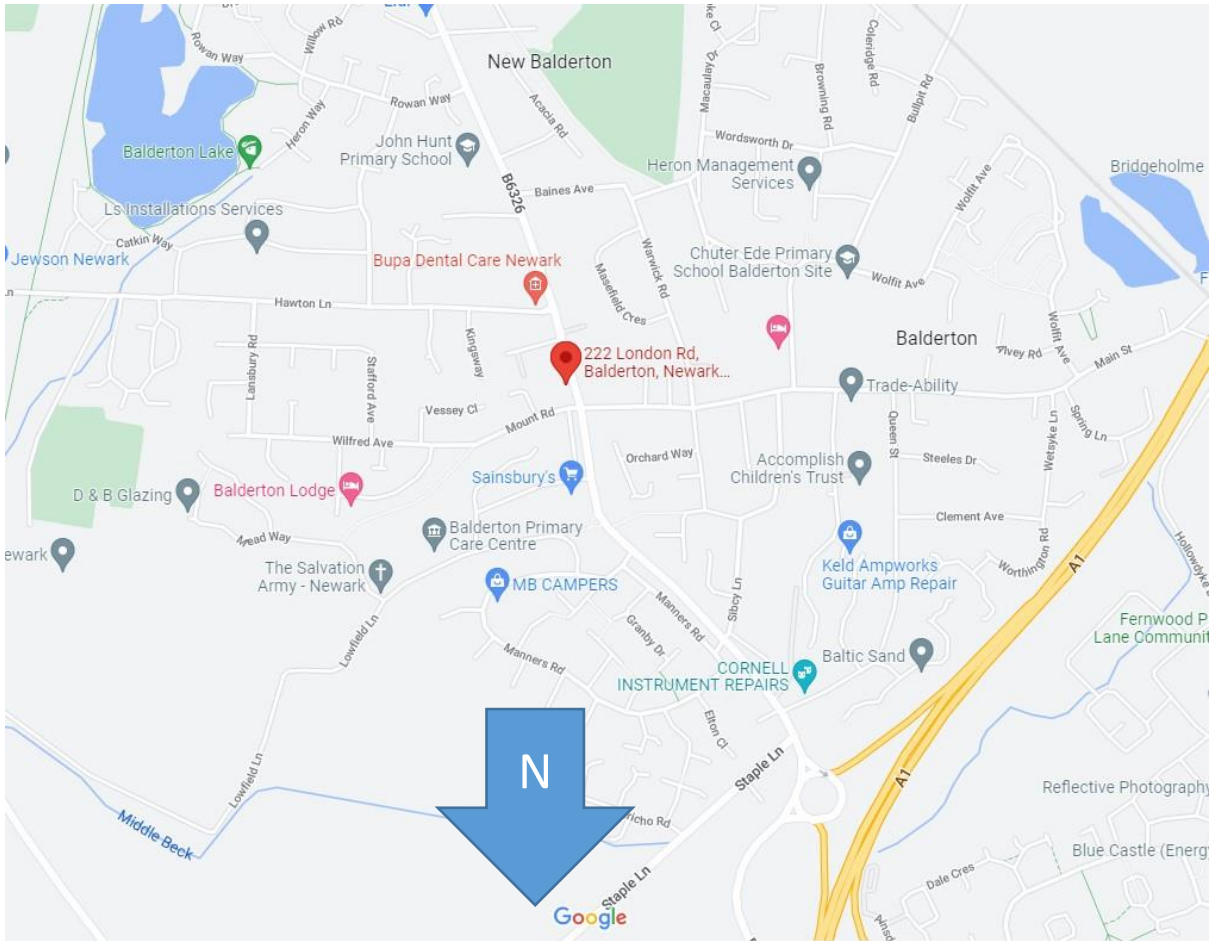 New Balderton
Willow Rd
Rowan Way
Rowan Way
Heron Way
Acacia Rd
Macaulay Dr
Browning Rd
Coleridge Rd
Bullpit Rd
Balderton Lake
John Hunt
Primary School
B6326
Wordsworth Dr
Heron Management
Services
Bridgeholme
Baines Ave
Wolfit Ave
Ls Installations Services
Catkin Way
Jewson Newark
Bupa Dental Care Newark
Masefield Cres
Warwick Rd
Chuter Ede Primary
School Balderton Site
Wolfit Ave
Hawton Ln
Kingsway
Lansbury Rd
Stafford Ave
222 London Rd,
Balderton, Newark...
Balderton
Wolfit Ave
Alvey Rd
Main St
Trade-Ability
Vessey Cl
Mount Rd
Wilfred Ave
Queen St
Wetsyke Ln
Spring Ln
Orchard Way
Steeles Dr
Sainsbury's
Accomplish
Children's Trust
D & B Glazing
Balderton Lodge
Balderton Primary
Care Centre
Clement Ave
Mead Way
The Salvation
Army - Newark
MB CAMPERS
Keld Ampworks
Guitar Amp Repair
Worthington Rd
A1
Manners Rd
Sibcy Ln
Granby Dr
Lowfield Ln
Manners Rd
Baltic Sand
Fernwood P
Lane Communit
CORNELL
INSTRUMENT REPAIRS
Elton Cl
N
Staple Ln
A1
Lowfield Ln
Middle Beck
richo Rd
Reflective Photography
Blue Castle (Energy
Dale Cres
Staple Ln
Google